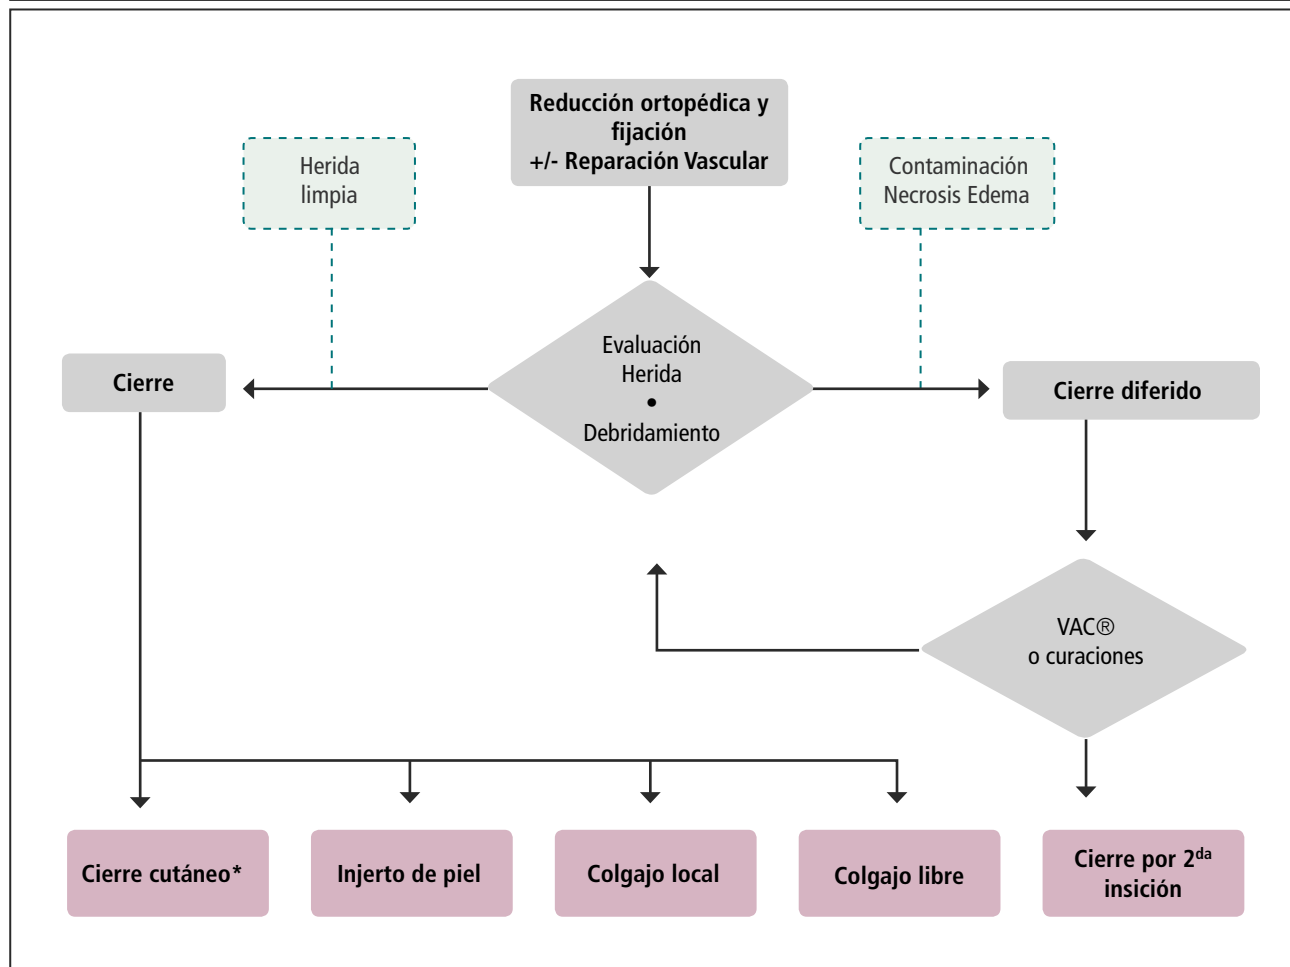 Reducción ortopédica y
fijación
+/- Reparación Vascular
Herida
limpia
Contaminación
Necrosis Edema
Evaluación
Herida
•
Debridamiento
Cierre
Cierre diferido
VAC®
o curaciones
Cierre cutáneo*
Injerto de piel
Colgajo local
Colgajo libre
Cierre por 2da
insición